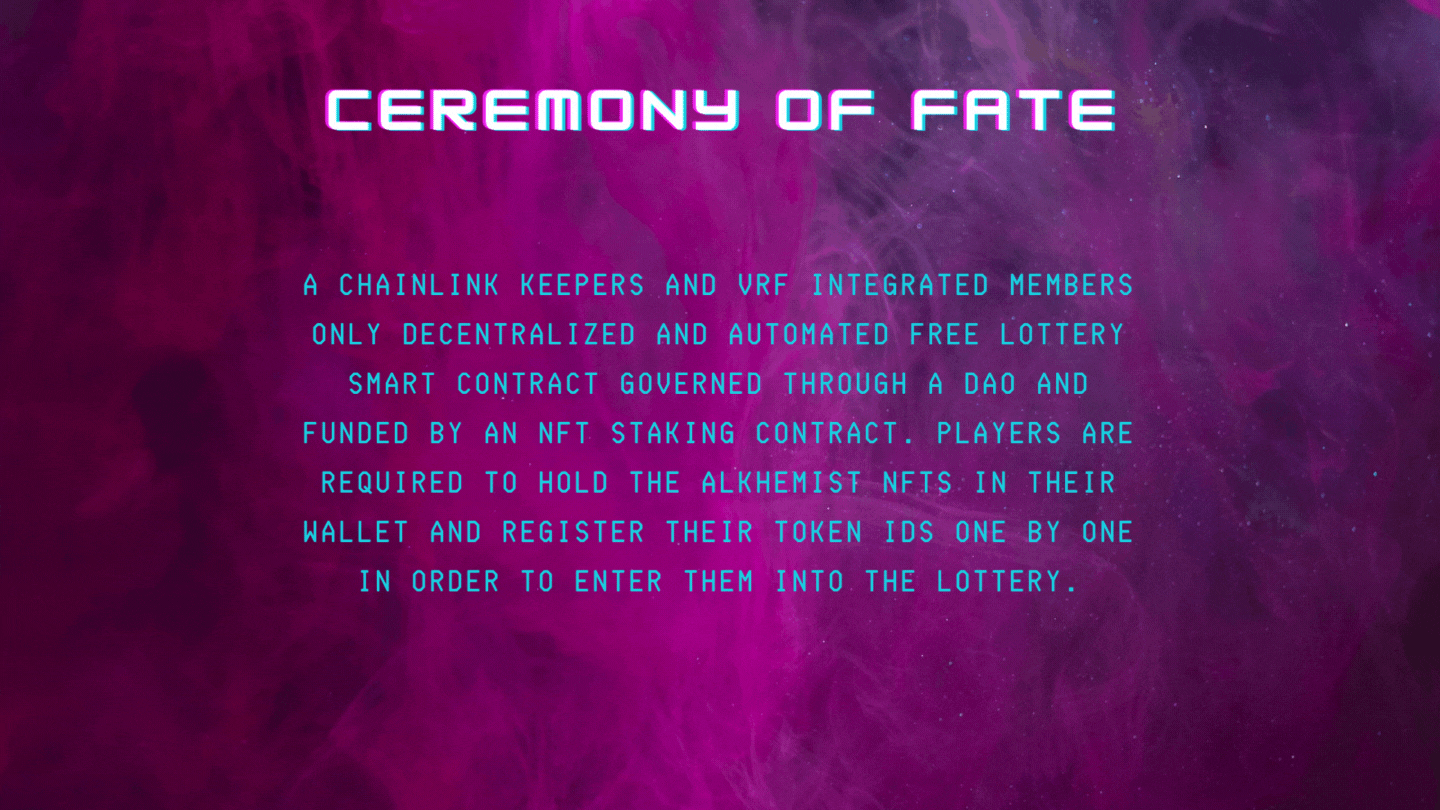 CEREMONY OF FATE
A CHAINLINK KEEPERS AND VRF INTEGRATED MEMBERS
ONLY DECENTRALIZED AND AUTOMATED FREE LOTTERY
SMART CONTRACT GOVERNED THROUGH A DAO AND
FUNDED BY AN NFT STAKING CONTRACT. PLAYERS ARE
REQUIRED TO HOLD THE ALKHEMIST NFTS IN THEIR
WALLET AND REGISTER THEIR TOKEN IDS ONE BY ONE
IN ORDER TO ENTER THEM INTO THE LOTTERY.